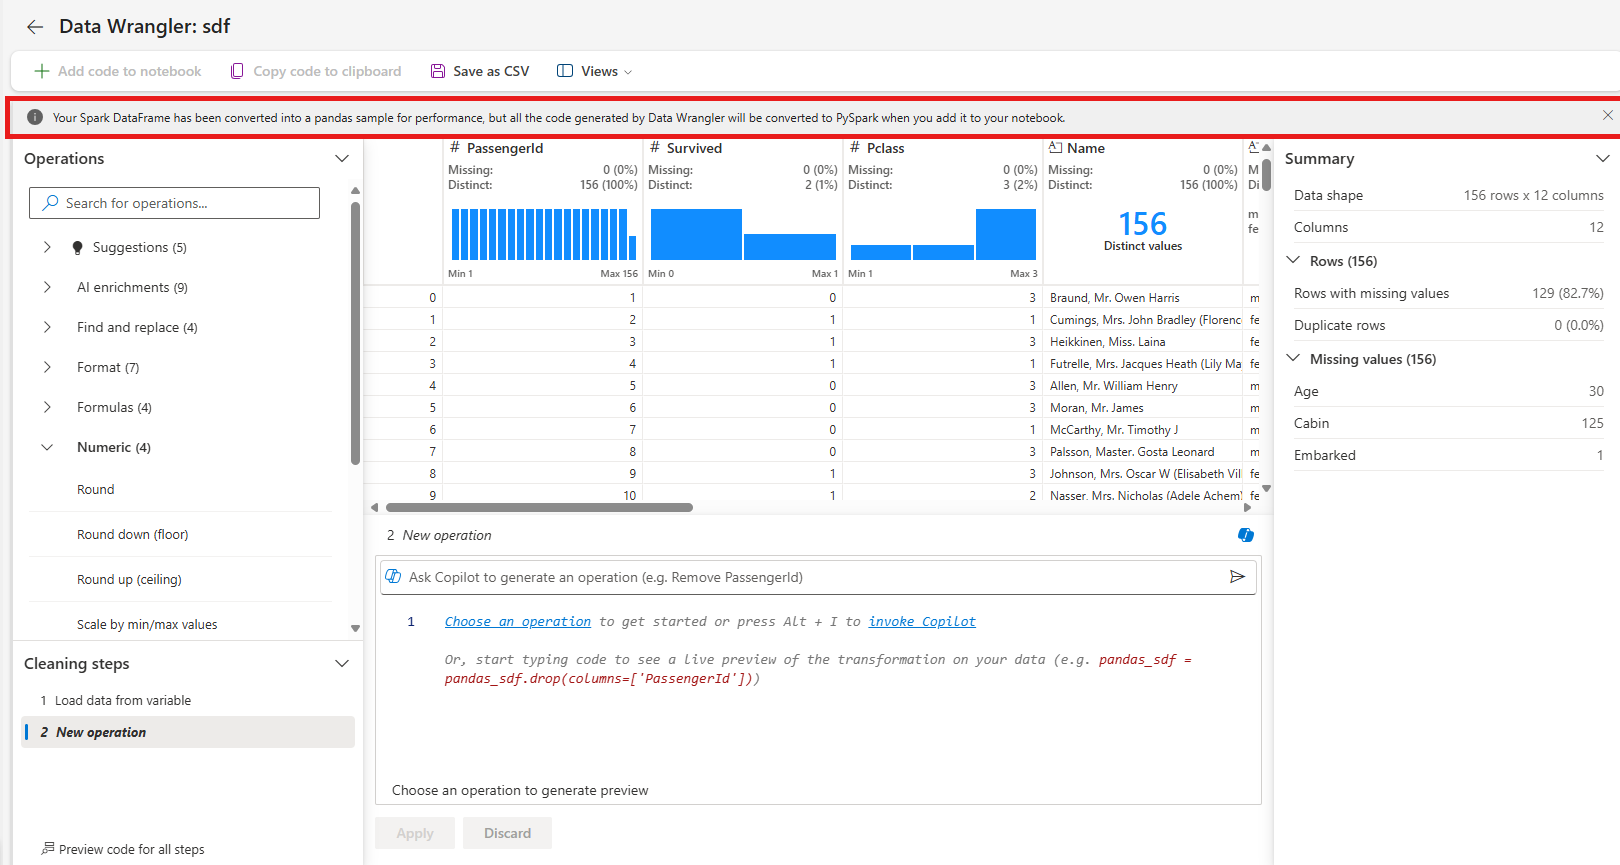 Data Wrangler: sdf
Add code to notebook
Copy code to clipboard
Save as CSV
Views
Your Spark DataFrame has been converted into a pandas sample for performance, but all the code generated by Data Wrangler will be converted to PySpark when you add it to your notebook.
Operations
Search for operations...
Suggestions (5)
AI enrichments (9)
Find and replace (4)
Format (7)
Formulas (4)
Numeric (4)
Round
Round down (floor)
Round up (ceiling)
Scale by min/max values
Cleaning steps
1 Load data from variable
2 New operation
Preview code for all steps
# PassengerId # Survived # Pclass Name
Missing: 0 (0%) Missing: 0 (0%) Missing: 0 (0%) Missing: 0 (0%) M
Distinct: 156 (100%) Distinct: 2 (1%) Distinct: 3 (2%) Distinct: 156 (100%) Di
156 m
Distinct values fe
Min 1 Max 156 Min 0 Max 1 Min 1 Max 3
0 1 0 3 Braund, Mr. Owen Harris m
1 2 1 1 Cumings, Mrs. John Bradley (Florenc fe
2 3 1 3 Heikkinen, Miss. Laina fe
3 4 1 1 Futrelle, Mrs. Jacques Heath (Lily Ma fe
4 5 0 3 Allen, Mr. William Henry m
5 6 0 3 Moran, Mr. James m
6 7 0 1 McCarthy, Mr. Timothy J m
7 8 0 3 Palsson, Master. Gosta Leonard m
8 9 1 3 Johnson, Mrs. Oscar W (Elisabeth Vil fe
9 10 1 2 Nasser, Mrs. Nicholas (Adele Achem) fe
2 New operation
Ask Copilot to generate an operation (e.g. Remove PassengerId)
1 Choose an operation to get started or press Alt + I to invoke Copilot
Or, start typing code to see a live preview of the transformation on your data (e.g. pandas_sdf =
pandas_sdf.drop(columns=['PassengerId']))
Choose an operation to generate preview
Apply
Discard
Summary
Data shape 156 rows x 12 columns
Columns 12
Rows (156)
Rows with missing values 129 (82.7%)
Duplicate rows 0 (0.0%)
Missing values (156)
Age 30
Cabin 125
Embarked 1